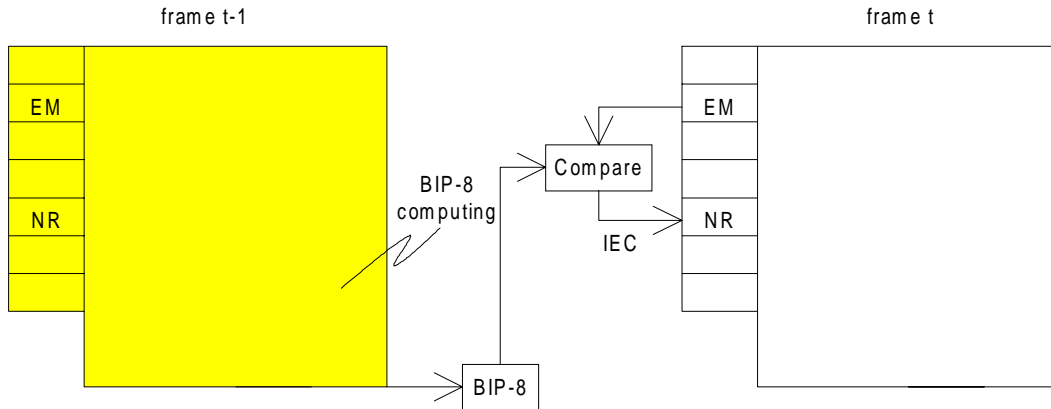 frame t-1
frame t
EM
EM
Compare
BIP-8
computing
NR
NR
IEC
BIP-8